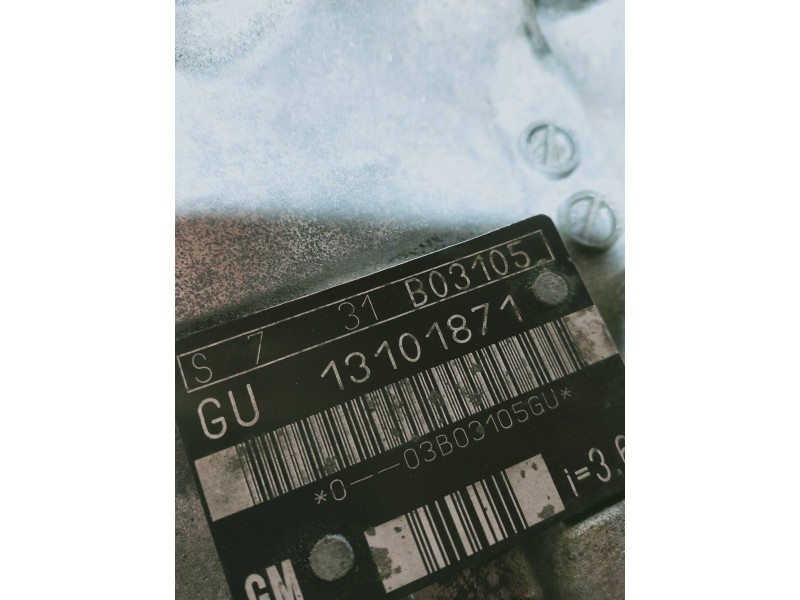 S 7 31 B03105
GU 13101871
*0--03B03105GU*
i=3,6
GM